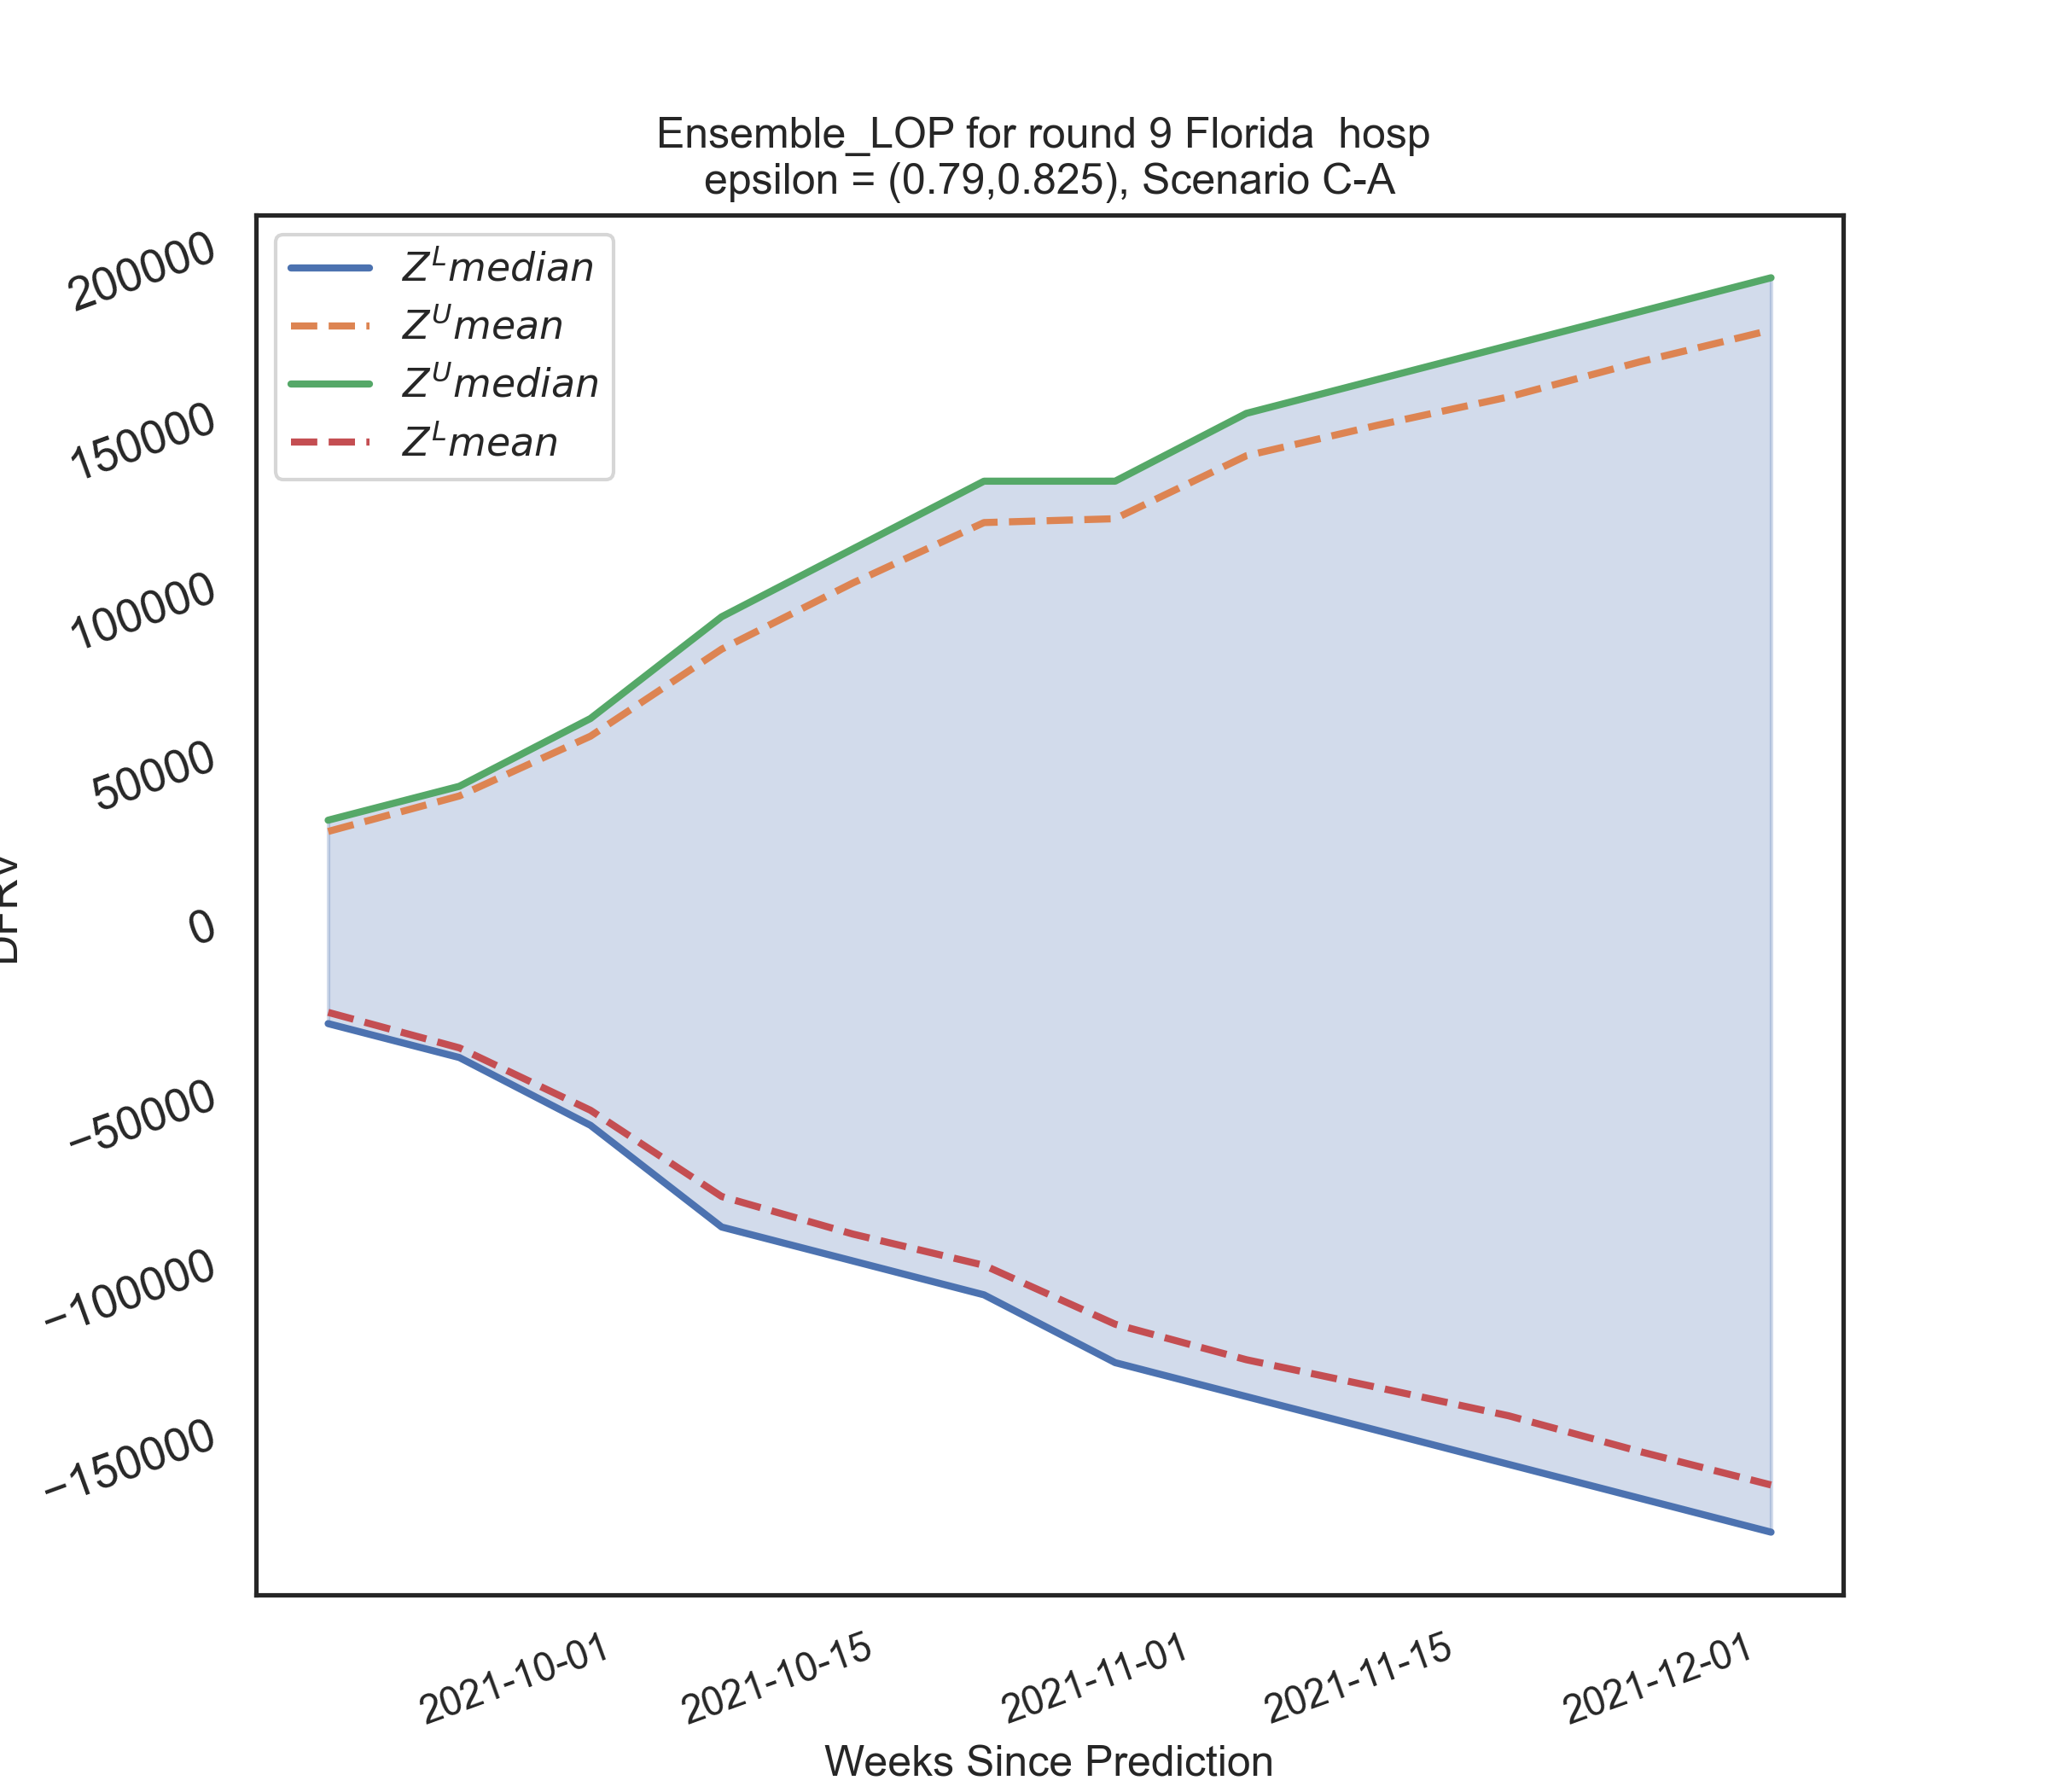 Ensemble_LOP for round 9 Florida  hosp
epsilon = (0.79,0.825), Scenario C-A
Z^L median
Z^U mean
Z^U median
Z^L mean
200000
150000
100000
50000
0
−50000
−100000
−150000
2021-10-01
2021-10-15
2021-11-01
2021-11-15
2021-12-01
Weeks Since Prediction